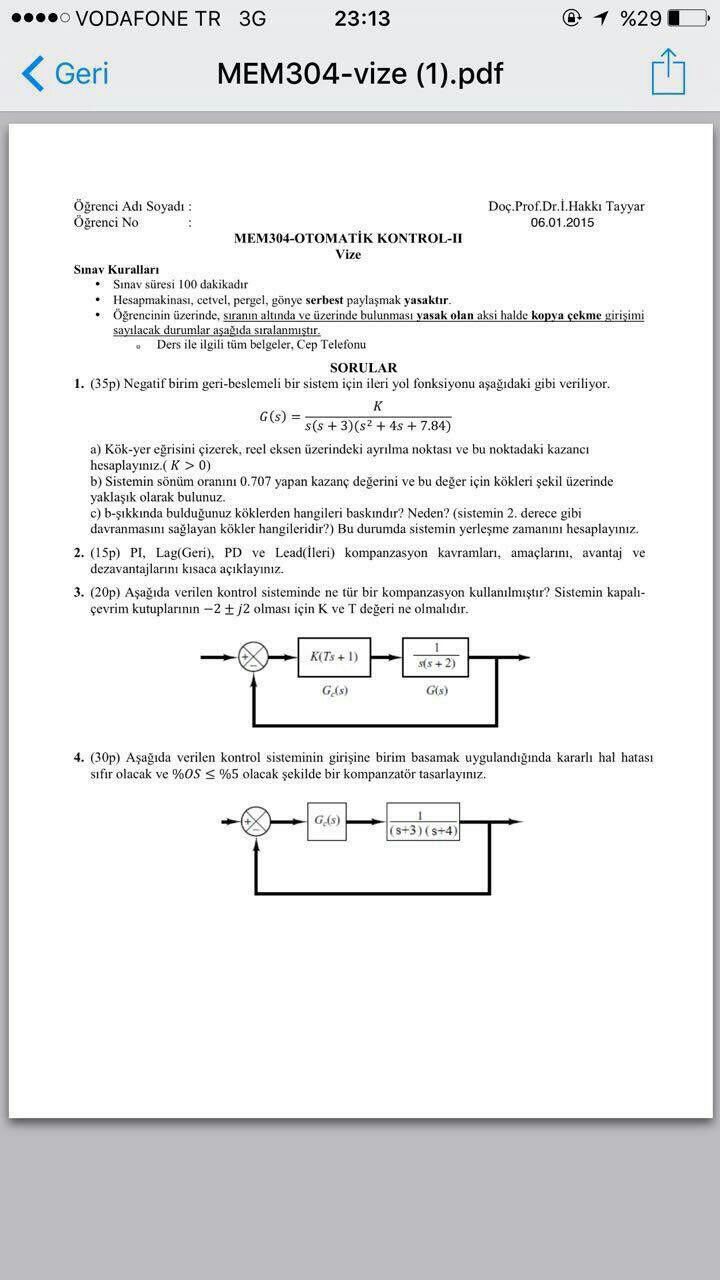 VODAFONE TR 3G 23:13 %29
Geri MEM304-vize (1).pdf
Öğrenci Adı Soyadı : Doç.Prof.Dr.İ.Hakkı Tayyar
Öğrenci No : 06.01.2015
MEM304-OTOMATİK KONTROL-II
Vize
Sınav Kuralları
• Sınav süresi 100 dakikadır
• Hesapmakinası, cetvel, pergel, gönye serbest paylaşmak yasaktır.
• Öğrencinin üzerinde, sıranın altında ve üzerinde bulunması yasak olan aksi halde kopya çekme girişimi
sayılacak durumlar aşağıda sıralanmıştır.
o Ders ile ilgili tüm belgeler, Cep Telefonu
SORULAR
1. (35p) Negatif birim geri-beslemeli bir sistem için ileri yol fonksiyonu aşağıdaki gibi veriliyor.
G(s) = K / s(s + 3)(s² + 4s + 7.84)
a) Kök-yer eğrisini çizerek, reel eksen üzerindeki ayrılma noktası ve bu noktadaki kazancı
hesaplayınız.( K > 0)
b) Sistemin sönüm oranını 0.707 yapan kazanç değerini ve bu değer için kökleri şekil üzerinde
yaklaşık olarak bulunuz.
c) b-şıkkında bulduğunuz köklerden hangileri baskındır? Neden? (sistemin 2. derece gibi
davranmasını sağlayan kökler hangileridir?) Bu durumda sistemin yerleşme zamanını hesaplayınız.
2. (15p) PI, Lag(Geri), PD ve Lead(İleri) kompanzasyon kavramları, amaçlarını, avantaj ve
dezavantajlarını kısaca açıklayınız.
3. (20p) Aşağıda verilen kontrol sisteminde ne tür bir kompanzasyon kullanılmıştır? Sistemin kapalı-
çevrim kutuplarının −2 ± j2 olması için K ve T değeri ne olmalıdır.
+ − K(Ts + 1) 1 / s(s + 2)
Gc(s) G(s)
4. (30p) Aşağıda verilen kontrol sisteminin girişine birim basamak uygulandığında kararlı hal hatası
sıfır olacak ve %OS ≤ %5 olacak şekilde bir kompanzatör tasarlayınız.
+ − Gc(s) 1 / (s+3)(s+4)